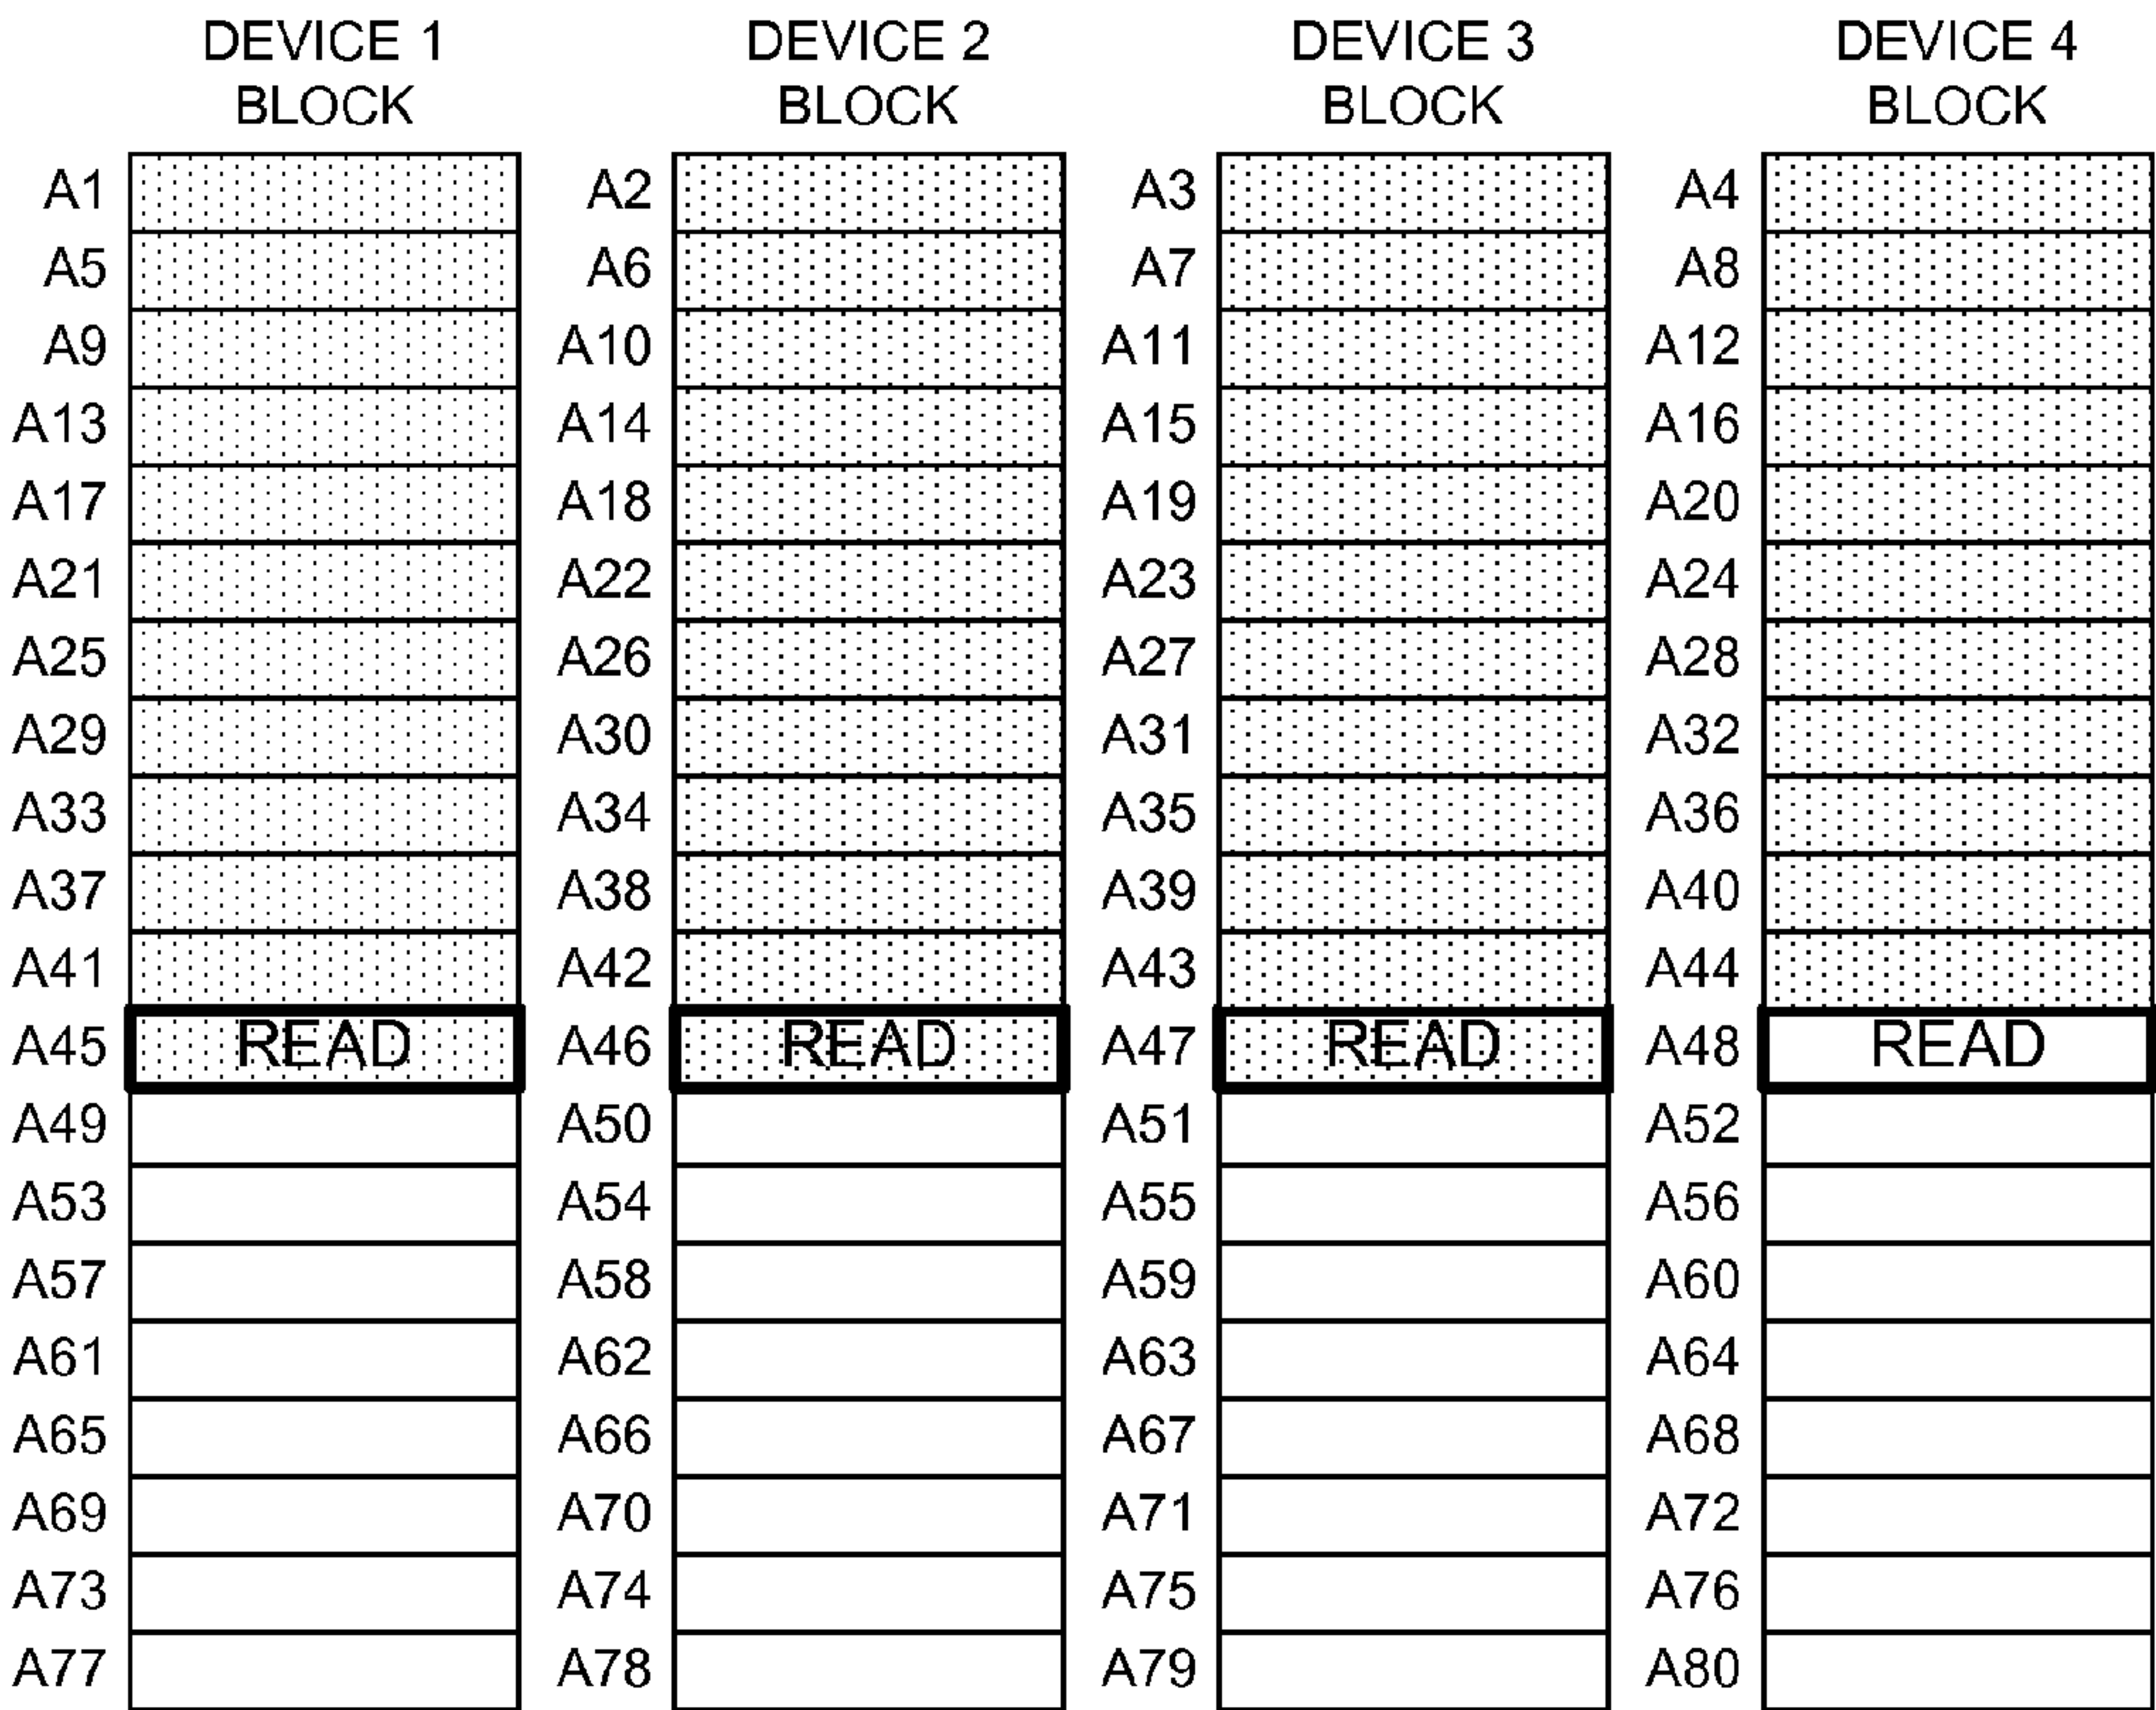 DEVICE 1 DEVICE 2 DEVICE 3 DEVICE 4
BLOCK BLOCK BLOCK BLOCK
A1 A2 A3 A4
A5 A6 A7 A8
A9 A10 A11 A12
A13 A14 A15 A16
A17 A18 A19 A20
A21 A22 A23 A24
A25 A26 A27 A28
A29 A30 A31 A32
A33 A34 A35 A36
A37 A38 A39 A40
A41 A42 A43 A44
A45 READ A46 READ A47 READ A48 READ
A49 A50 A51 A52
A53 A54 A55 A56
A57 A58 A59 A60
A61 A62 A63 A64
A65 A66 A67 A68
A69 A70 A71 A72
A73 A74 A75 A76
A77 A78 A79 A80